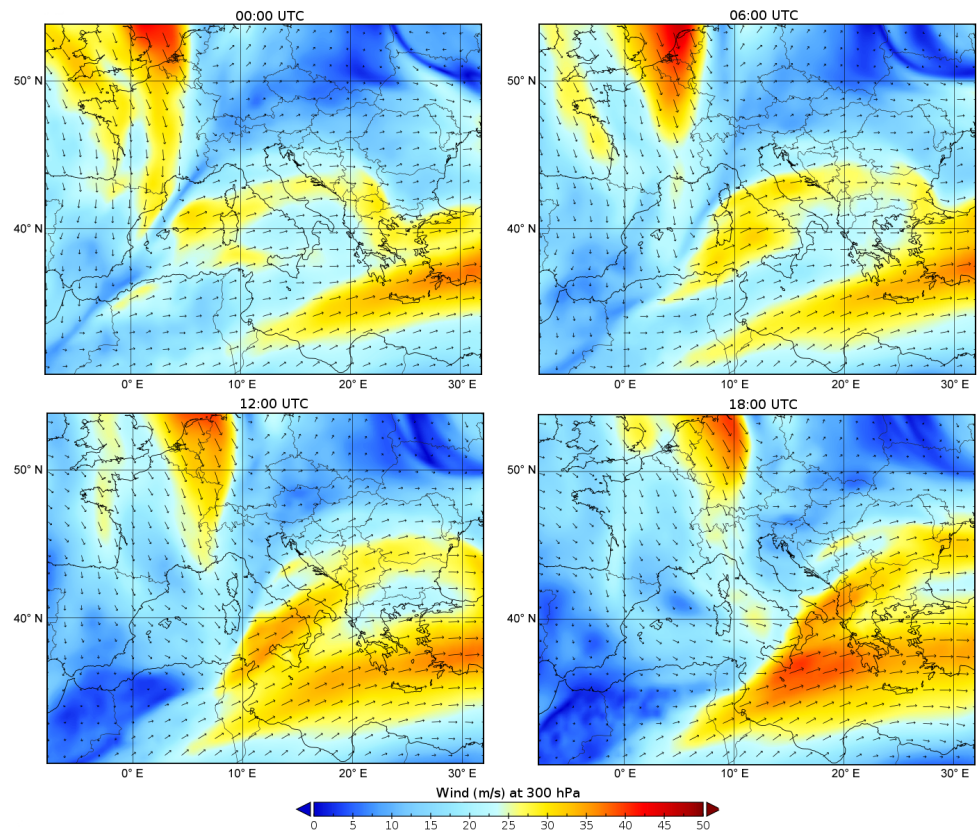 00:00 UTC
06:00 UTC
50° N
50° N
40° N
40° N
0° E
10° E
20° E
30° E
0° E
10° E
20° E
30° E
12:00 UTC
18:00 UTC
50° N
50° N
40° N
40° N
0° E
10° E
20° E
30° E
0° E
10° E
20° E
30° E
Wind (m/s) at 300 hPa
0 5 10 15 20 25 30 35 40 45 50